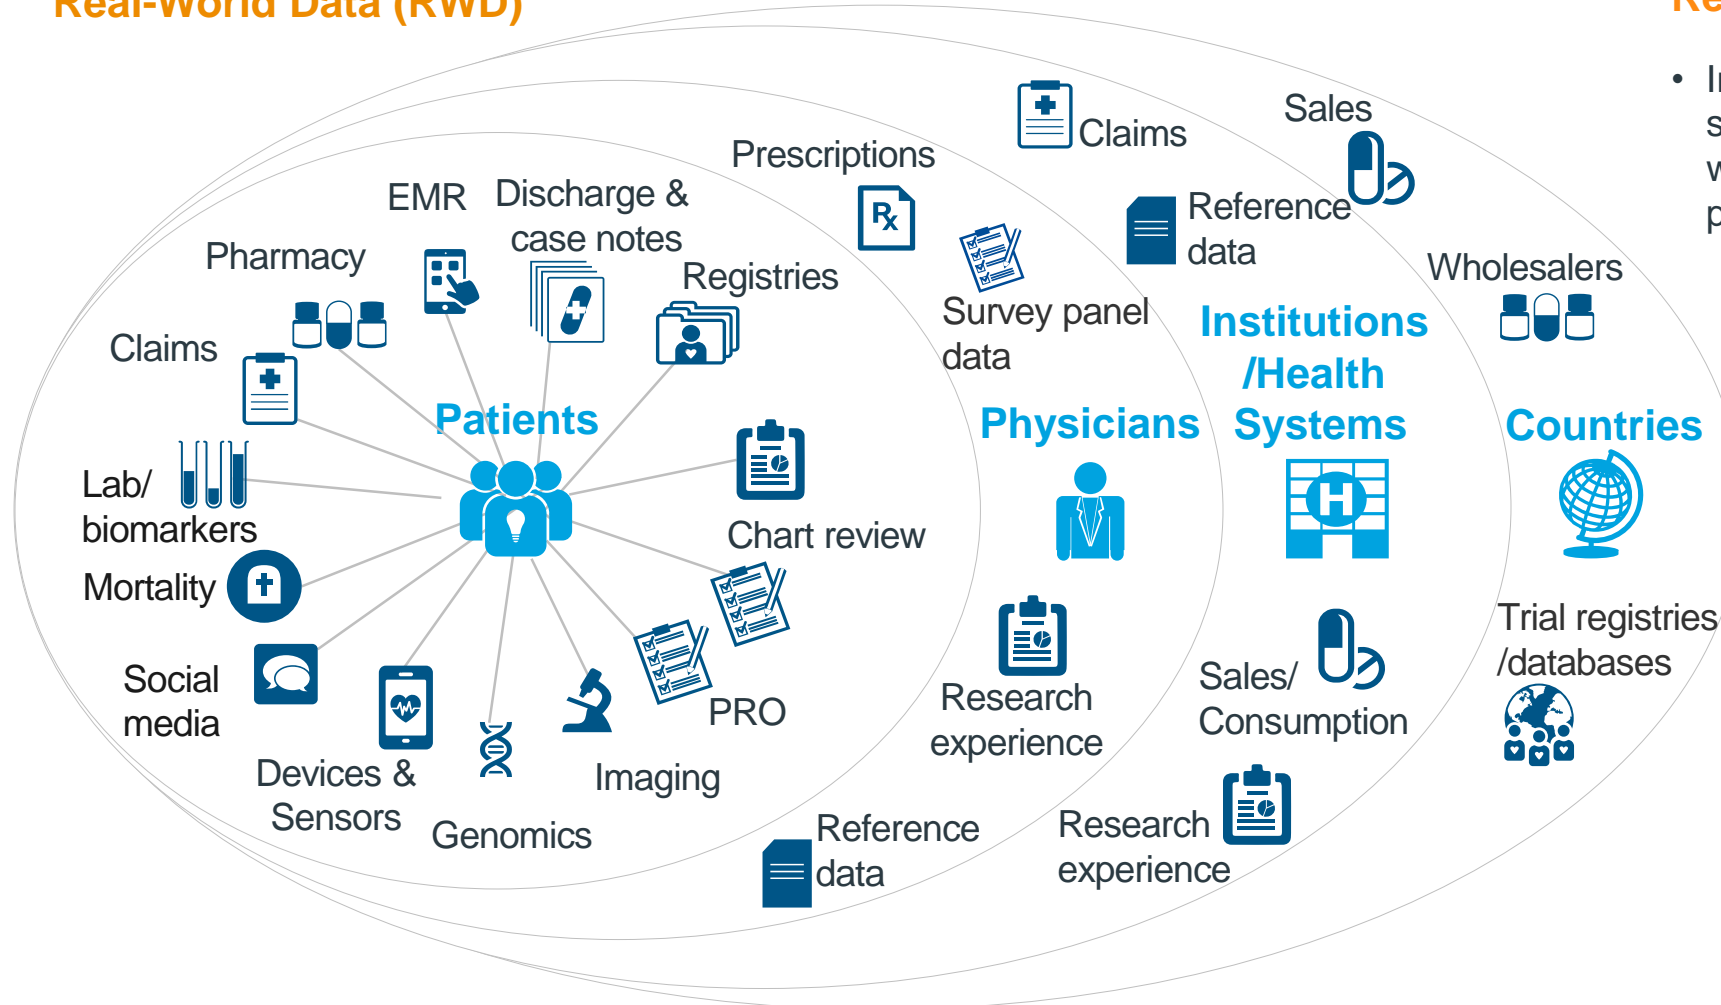 Real-World Data (RWD)
Claims
Sales
Prescriptions
EMR
Discharge &
case notes
Reference
data
Pharmacy
Registries
Wholesalers
Survey panel
data
Claims
Institutions
/Health
Systems
Patients
Physicians
Countries
Lab/
biomarkers
Chart review
Mortality
Trial registries
/databases
Social
media
PRO
Research
experience
Sales/
Consumption
Devices &
Sensors
Imaging
Genomics
Reference
data
Research
experience
Rx
H